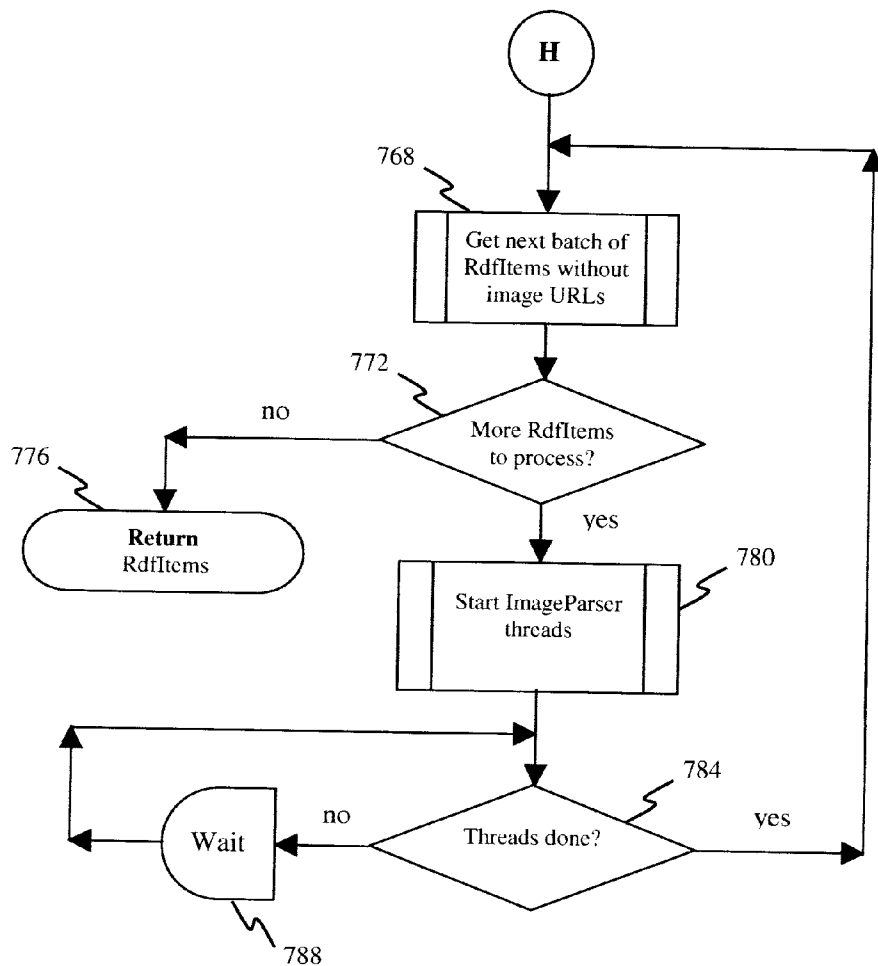 H
768
Get next batch of
RdfItems without
image URLs
772
no
More RdfItems
to process?
776
yes
Return
RdfItems
780
Start ImageParser
threads
784
no
Threads done?
yes
Wait
788